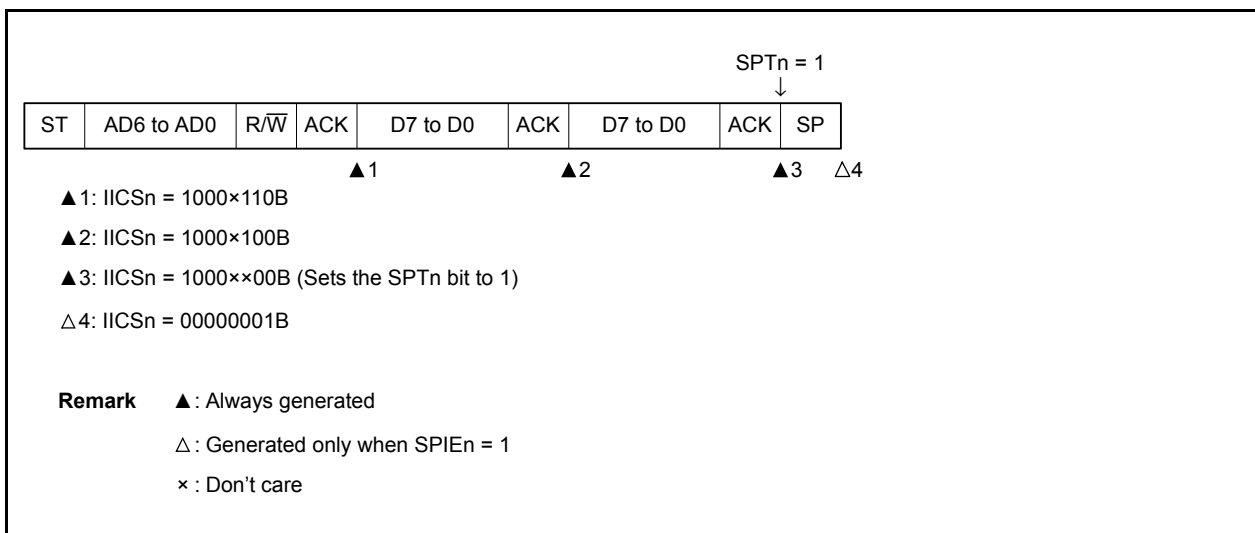 SPTn = 1
↓
ST AD6 to AD0 R/W̅ ACK D7 to D0 ACK D7 to D0 ACK SP
▲1 ▲2 ▲3 △4
▲1: IICSn = 1000×110B
▲2: IICSn = 1000×100B
▲3: IICSn = 1000××00B (Sets the SPTn bit to 1)
△4: IICSn = 00000001B
Remark ▲: Always generated
△: Generated only when SPIEn = 1
×: Don't care